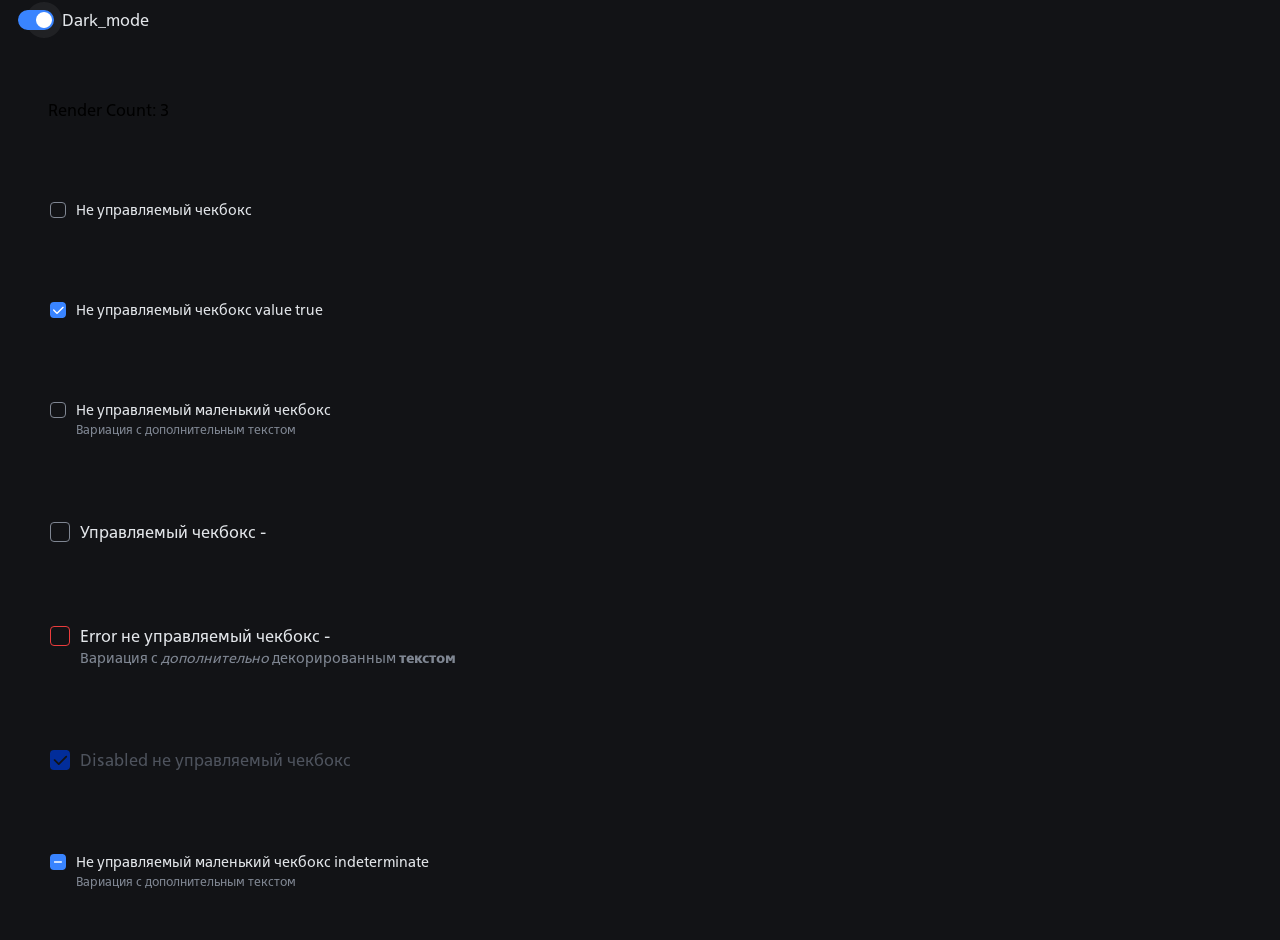 Dark_mode
Render Count: 3
Не управляемый чекбокс
Не управляемый чекбокс value true
Не управляемый маленький чекбокс
Вариация с дополнительным текстом
Управляемый чекбокс -
Error не управляемый чекбокс -
Вариация с дополнительно декорированным текстом
Disabled не управляемый чекбокс
Не управляемый маленький чекбокс indeterminate
Вариация с дополнительным текстом